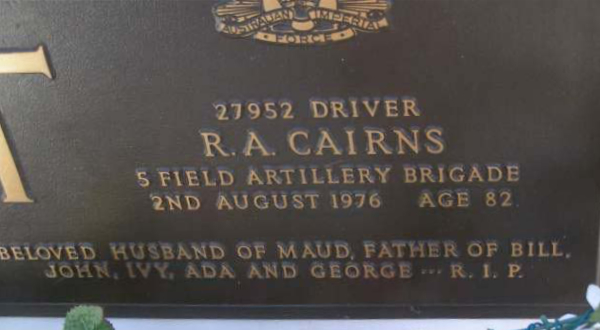 AUSTRALIAN IMPERIAL
• FORCE •
T
27952 DRIVER
R. A. CAIRNS
5 FIELD ARTILLERY BRIGADE
2ND AUGUST 1976 AGE 82
BELOVED HUSBAND OF MAUD, FATHER OF BILL,
JOHN, IVY, ADA AND GEORGE ... R. I. P.